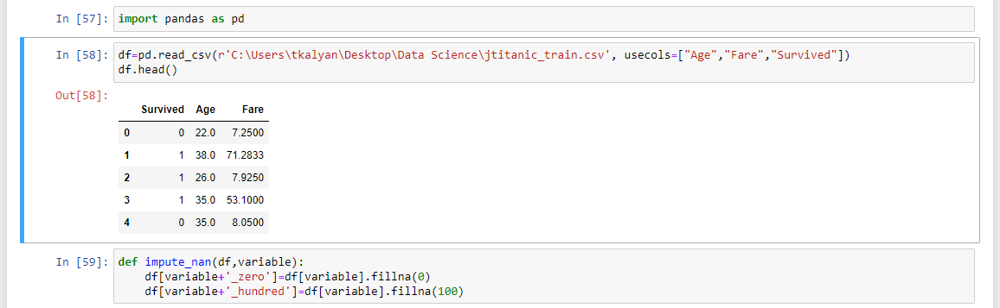 In [57]: import pandas as pd
In [58]: df=pd.read_csv(r'C:\Users\tkalyan\Desktop\Data Science\jtitanic_train.csv', usecols=["Age","Fare","Survived"])
df.head()
Out[58]:
Survived Age Fare
0 0 22.0 7.2500
1 1 38.0 71.2833
2 1 26.0 7.9250
3 1 35.0 53.1000
4 0 35.0 8.0500
In [59]: def impute_nan(df,variable):
df[variable+'_zero']=df[variable].fillna(0)
df[variable+'_hundred']=df[variable].fillna(100)